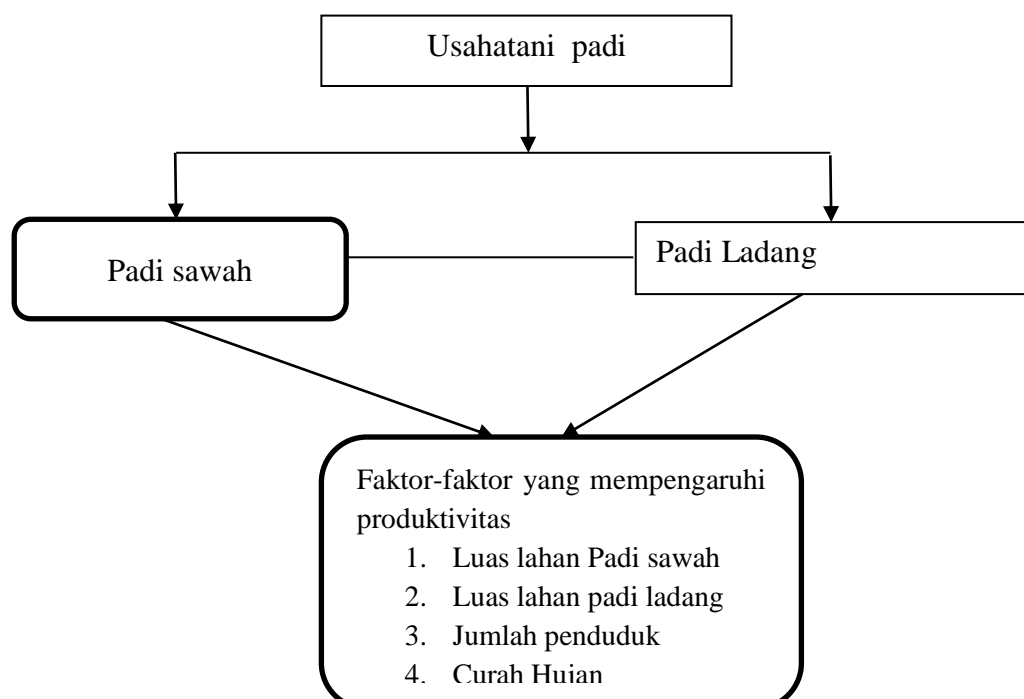 Usahatani padi
Padi sawah
Padi Ladang
Faktor-faktor yang mempengaruhi
produktivitas
1. Luas lahan Padi sawah
2. Luas lahan padi ladang
3. Jumlah penduduk
4. Curah Hujan